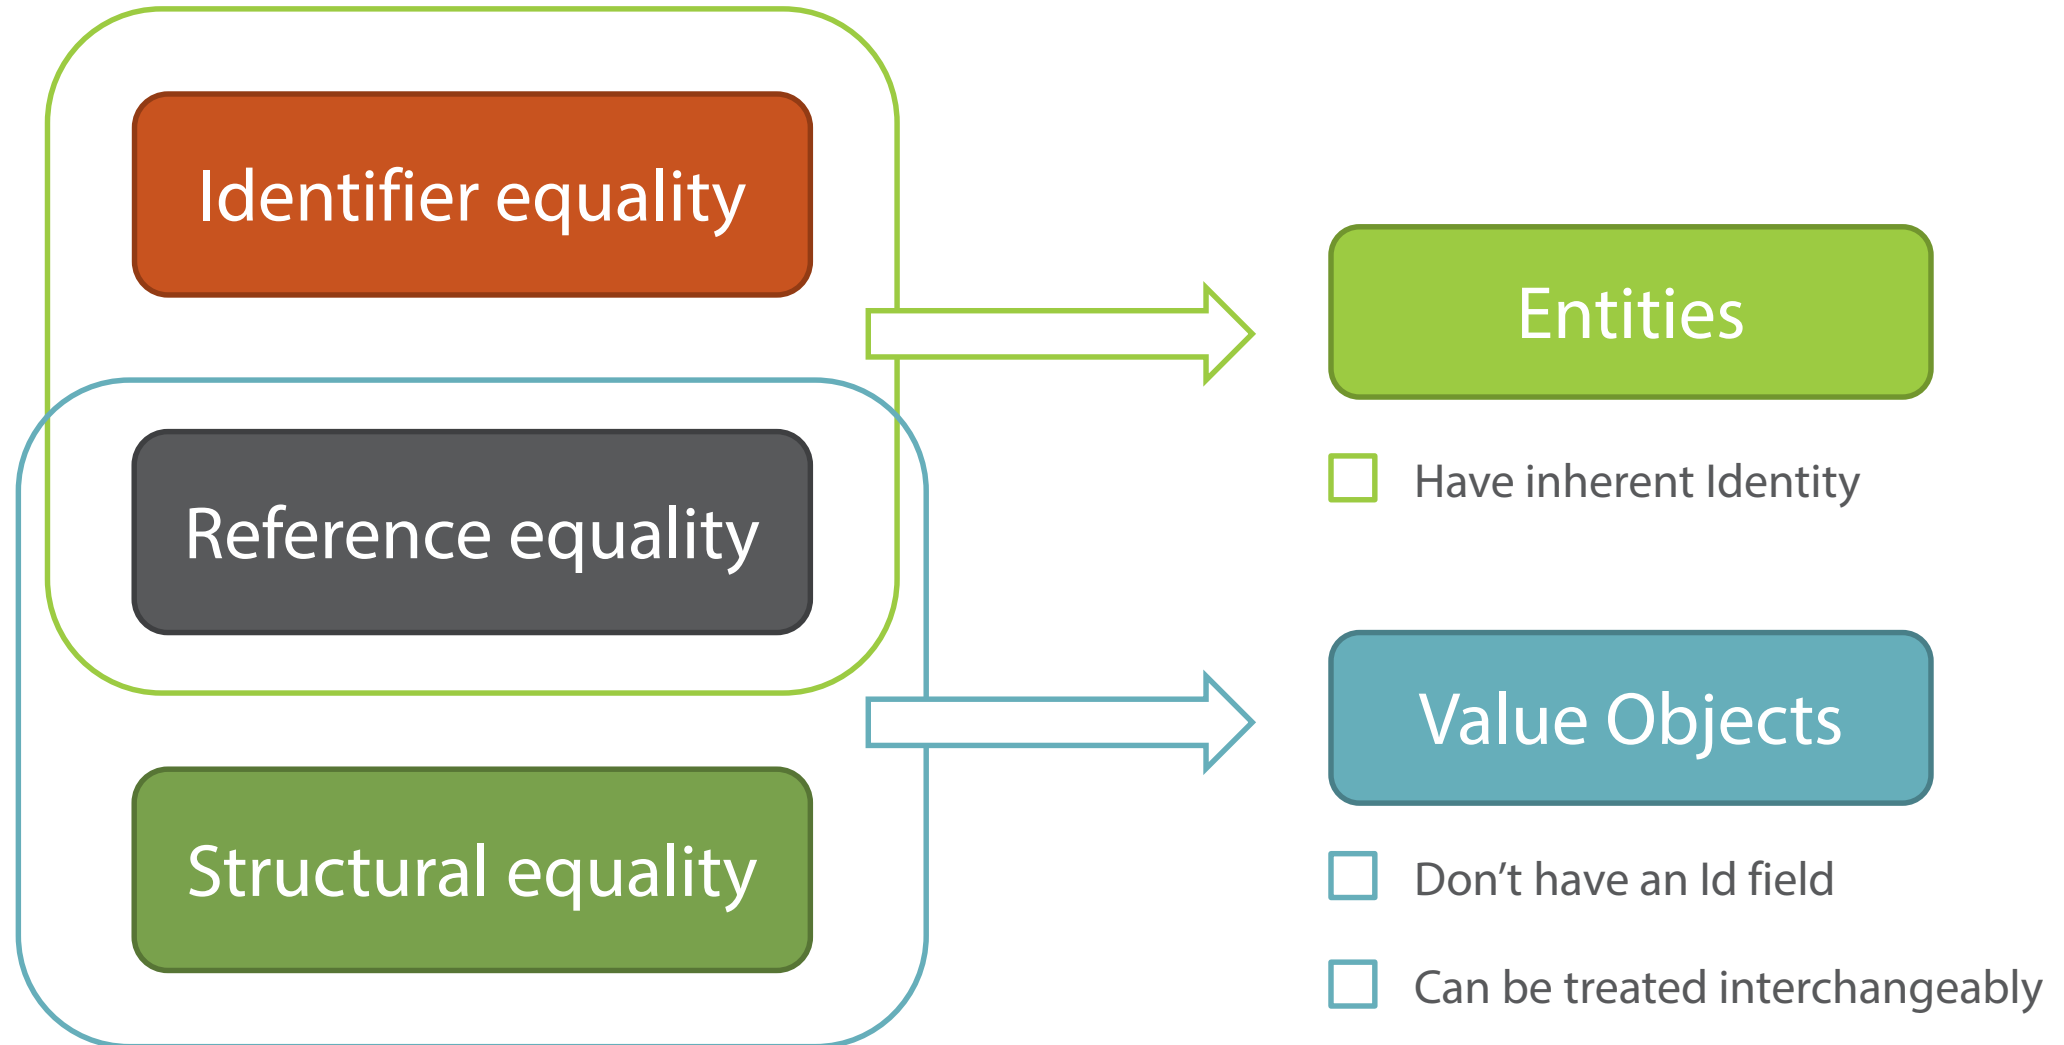 Identifier equality
Reference equality
Structural equality
Entities
Have inherent Identity
Value Objects
Don’t have an Id field
Can be treated interchangeably